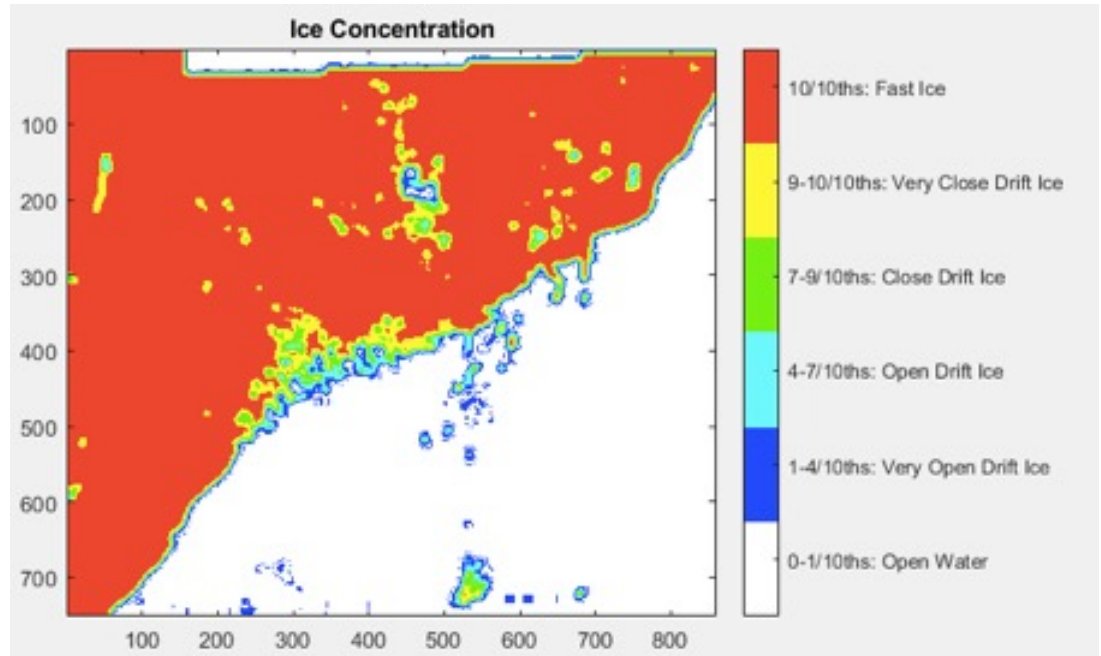 Ice Concentration
100
200
300
400
500
600
700
100 200 300 400 500 600 700 800
10/10ths: Fast Ice
9-10/10ths: Very Close Drift Ice
7-9/10ths: Close Drift Ice
4-7/10ths: Open Drift Ice
1-4/10ths: Very Open Drift Ice
0-1/10ths: Open Water